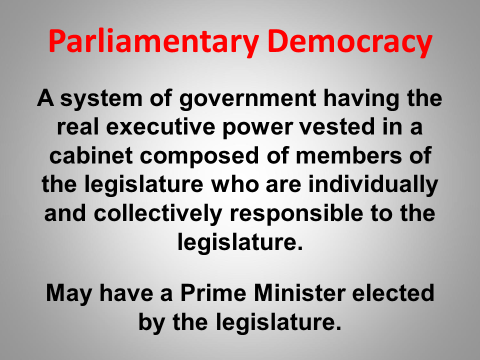 Parliamentary Democracy
A system of government having the
real executive power vested in a
cabinet composed of members of
the legislature who are individually
and collectively responsible to the
legislature.
May have a Prime Minister elected
by the legislature.